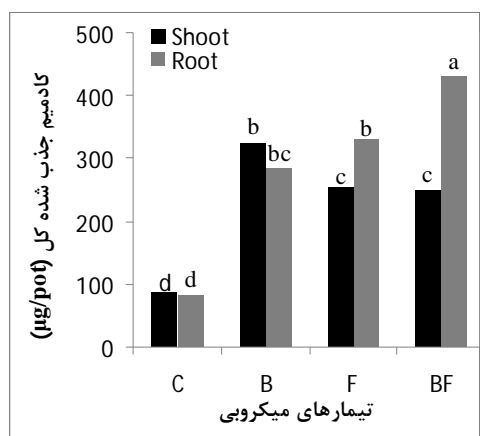 500
400
300
200
100
0
کادمیم جذب شده کل (µg/pot)
Shoot
Root
d d
b bc
c b
c a
C B F BF
تیمارهای میکروبی